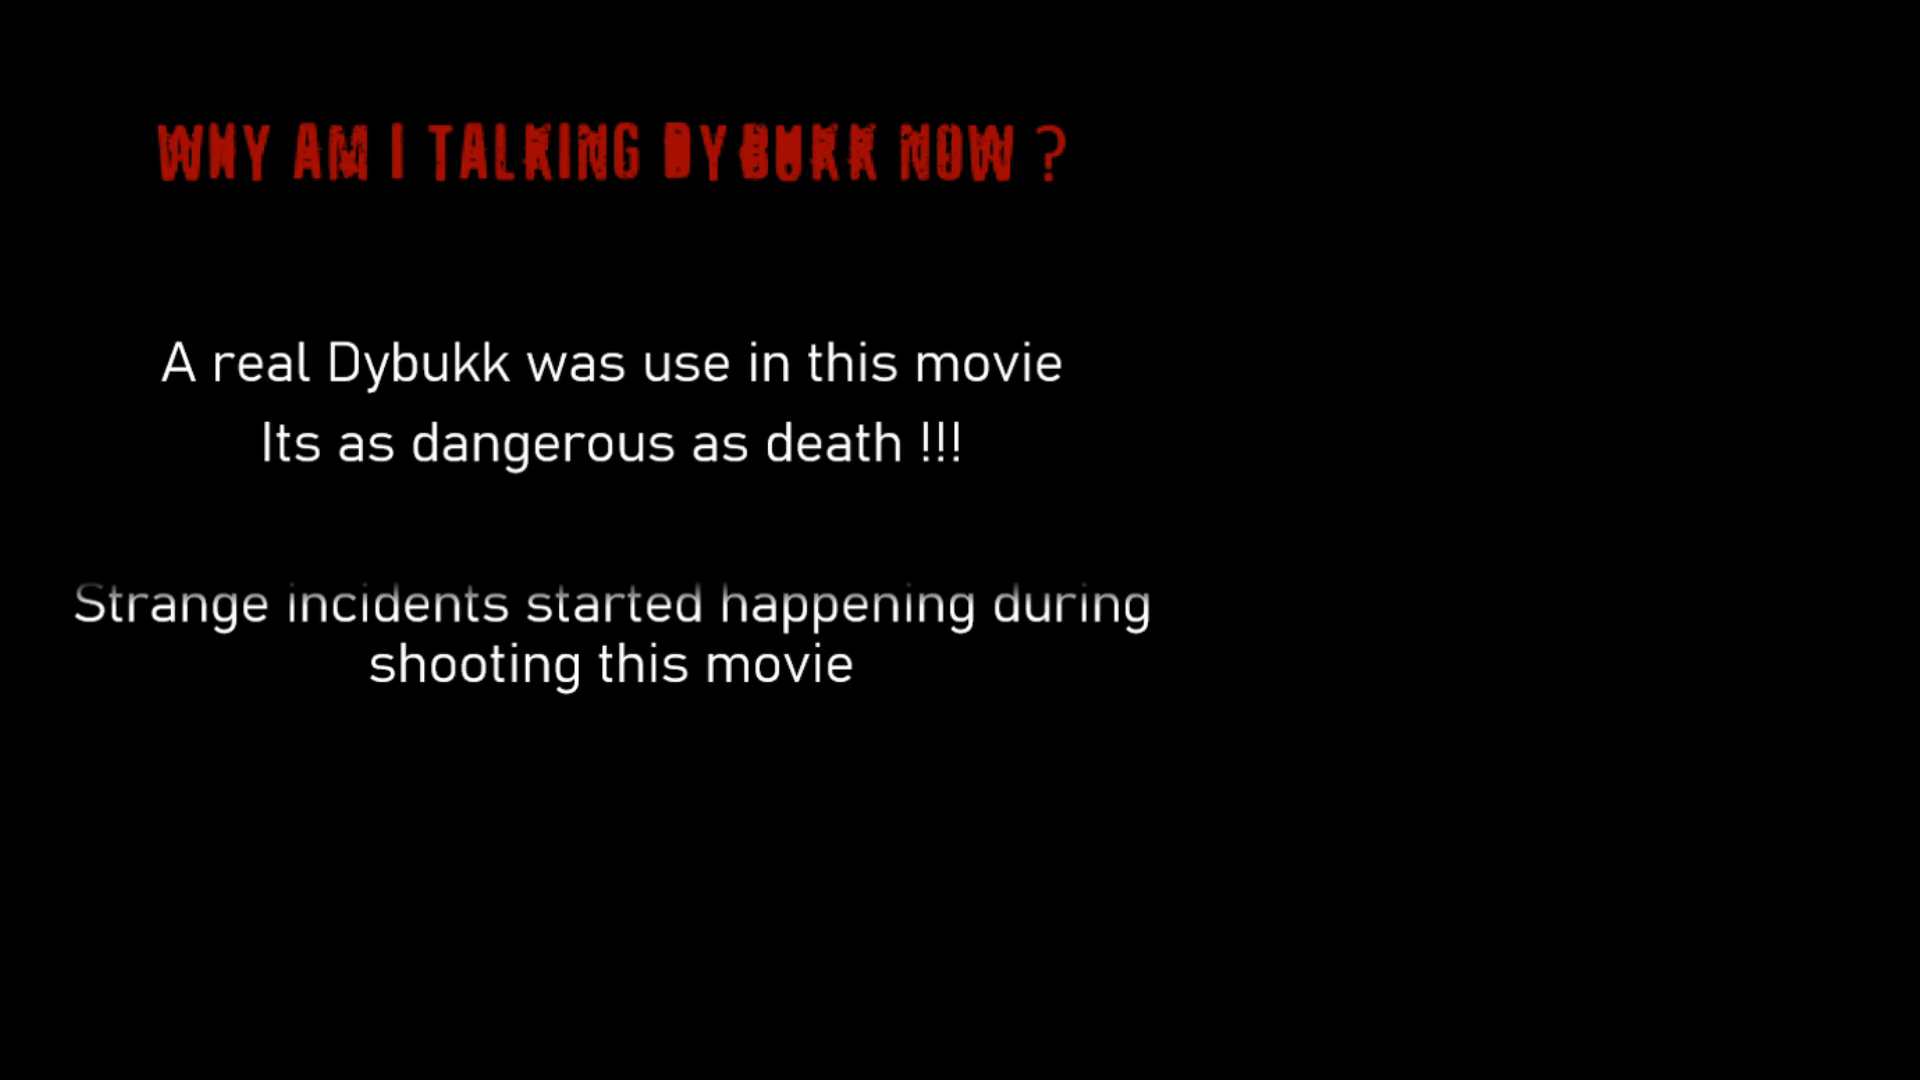 WHY AM I TALKING DYBUKK NOW ?
A real Dybukk was use in this movie
Its as dangerous as death !!!
Strange incidents started happening during
shooting this movie